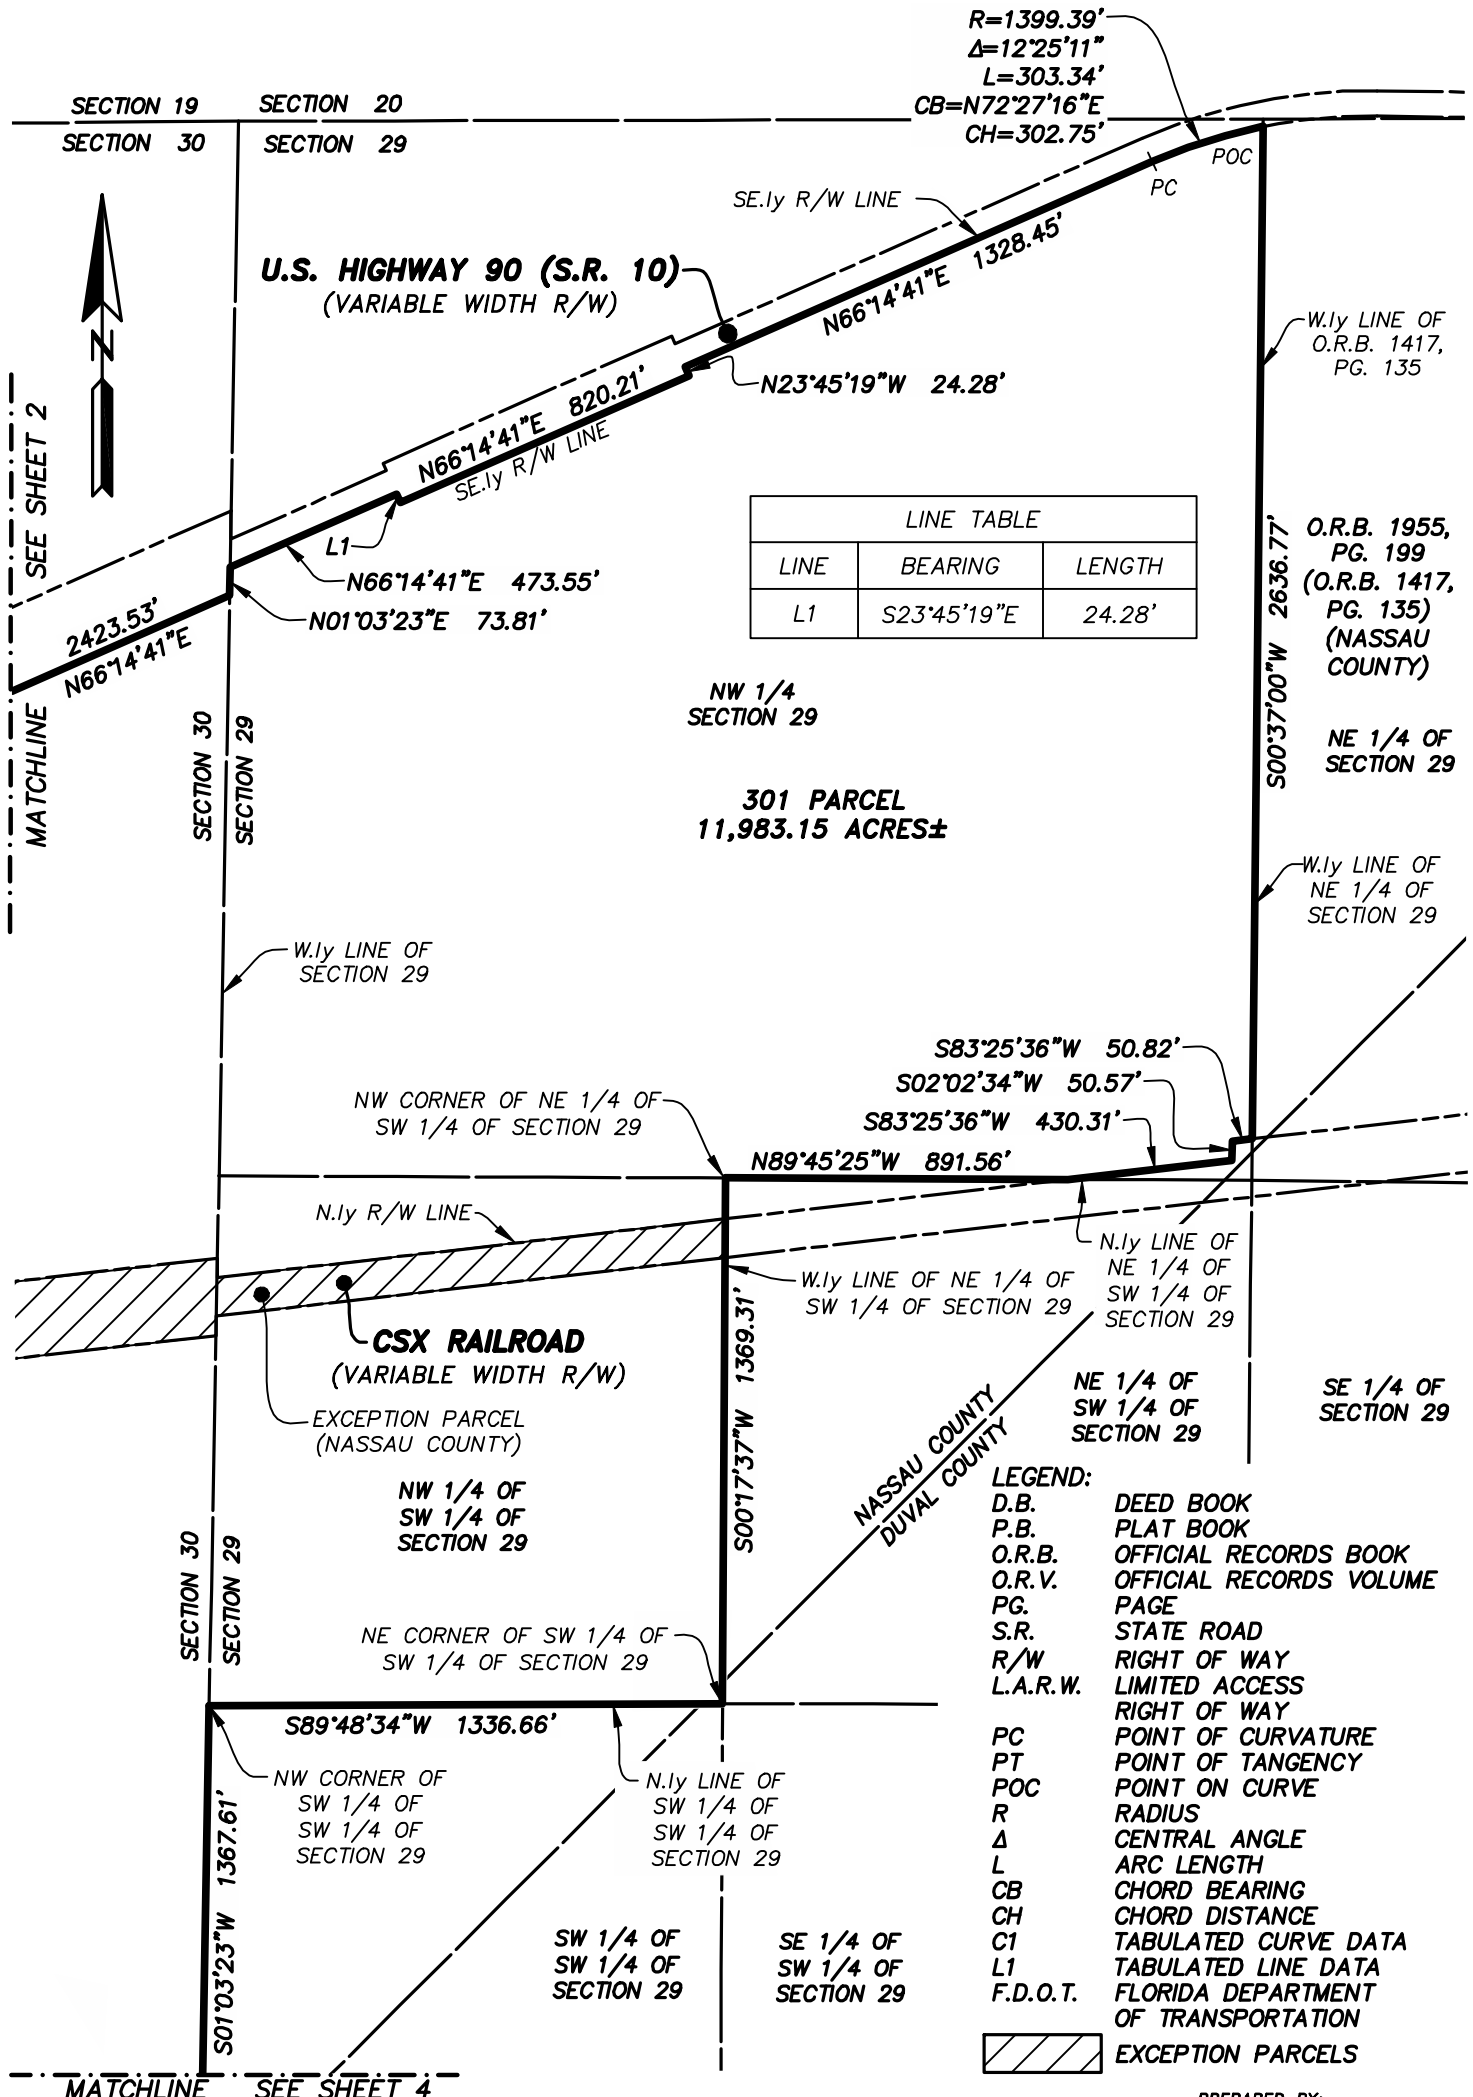 R=1399.39'
Δ=12°25'11"
L=303.34'
CB=N72°27'16"E
CH=302.75'
SECTION 19
SECTION 20
SECTION 30
SECTION 29
POC
PC
SE.ly R/W LINE
1328.45'
N66°14'41"E
U.S. HIGHWAY 90 (S.R. 10)
(VARIABLE WIDTH R/W)
N
W.ly LINE OF
O.R.B. 1417,
PG. 135
N23°45'19"W 24.28'
N66°14'41"E 820.21'
SE.ly R/W LINE
MATCHLINE SEE SHEET 2
L1
N66°14'41"E 473.55'
N01°03'23"E 73.81'
2423.53'
N66°14'41"E
LINE TABLE
LINE BEARING LENGTH
L1 S23°45'19"E 24.28'
S00°37'00"W 2636.77'
O.R.B. 1955,
PG. 199
(O.R.B. 1417,
PG. 135)
(NASSAU
COUNTY)
NW 1/4
SECTION 29
SECTION 30
SECTION 29
NE 1/4 OF
SECTION 29
301 PARCEL
11,983.15 ACRES±
W.ly LINE OF
NE 1/4 OF
SECTION 29
W.ly LINE OF
SECTION 29
S83°25'36"W 50.82'
S02°02'34"W 50.57'
S83°25'36"W 430.31'
NW CORNER OF NE 1/4 OF
SW 1/4 OF SECTION 29
N89°45'25"W 891.56'
N.ly R/W LINE
N.ly LINE OF
NE 1/4 OF
SW 1/4 OF
SECTION 29
W.ly LINE OF NE 1/4 OF
SW 1/4 OF SECTION 29
CSX RAILROAD
(VARIABLE WIDTH R/W)
EXCEPTION PARCEL
(NASSAU COUNTY)
S00°17'37"W 1369.31'
NE 1/4 OF
SW 1/4 OF
SECTION 29
SE 1/4 OF
SECTION 29
NASSAU COUNTY
DUVAL COUNTY
NW 1/4 OF
SW 1/4 OF
SECTION 29
SECTION 30
SECTION 29
NE CORNER OF SW 1/4 OF
SW 1/4 OF SECTION 29
S89°48'34"W 1336.66'
NW CORNER OF
SW 1/4 OF
SW 1/4 OF
SECTION 29
N.ly LINE OF
SW 1/4 OF
SW 1/4 OF
SECTION 29
S01°03'23"W 1367.61'
SW 1/4 OF
SW 1/4 OF
SECTION 29
SE 1/4 OF
SW 1/4 OF
SECTION 29
LEGEND:
D.B. DEED BOOK
P.B. PLAT BOOK
O.R.B. OFFICIAL RECORDS BOOK
O.R.V. OFFICIAL RECORDS VOLUME
PG. PAGE
S.R. STATE ROAD
R/W RIGHT OF WAY
L.A.R.W. LIMITED ACCESS
RIGHT OF WAY
PC POINT OF CURVATURE
PT POINT OF TANGENCY
POC POINT ON CURVE
R RADIUS
Δ CENTRAL ANGLE
L ARC LENGTH
CB CHORD BEARING
CH CHORD DISTANCE
C1 TABULATED CURVE DATA
L1 TABULATED LINE DATA
F.D.O.T. FLORIDA DEPARTMENT
OF TRANSPORTATION
EXCEPTION PARCELS
MATCHLINE SEE SHEET 4
PREPARED BY: